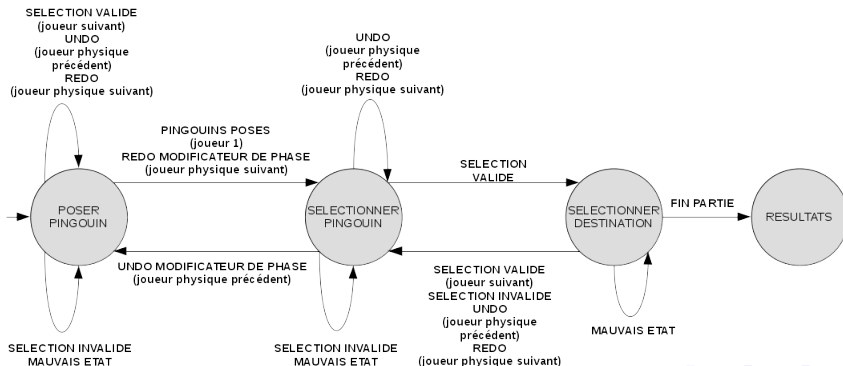 SELECTION VALIDE
(joueur suivant)
UNDO
(joueur physique
précédent)
REDO
(joueur physique suivant)
UNDO
(joueur physique
précédent)
REDO
(joueur physique suivant)
PINGOUINS POSES
(joueur 1)
REDO MODIFICATEUR DE PHASE
(joueur physique suivant)
SELECTION
VALIDE
POSER
PINGOUIN
SELECTIONNER
PINGOUIN
SELECTIONNER
DESTINATION
FIN PARTIE
RESULTATS
UNDO MODIFICATEUR DE PHASE
(joueur physique précédent)
SELECTION VALIDE
(joueur suivant)
SELECTION INVALIDE
UNDO
(joueur physique
précédent)
REDO
(joueur physique suivant)
MAUVAIS ETAT
SELECTION INVALIDE
MAUVAIS ETAT
SELECTION INVALIDE
MAUVAIS ETAT